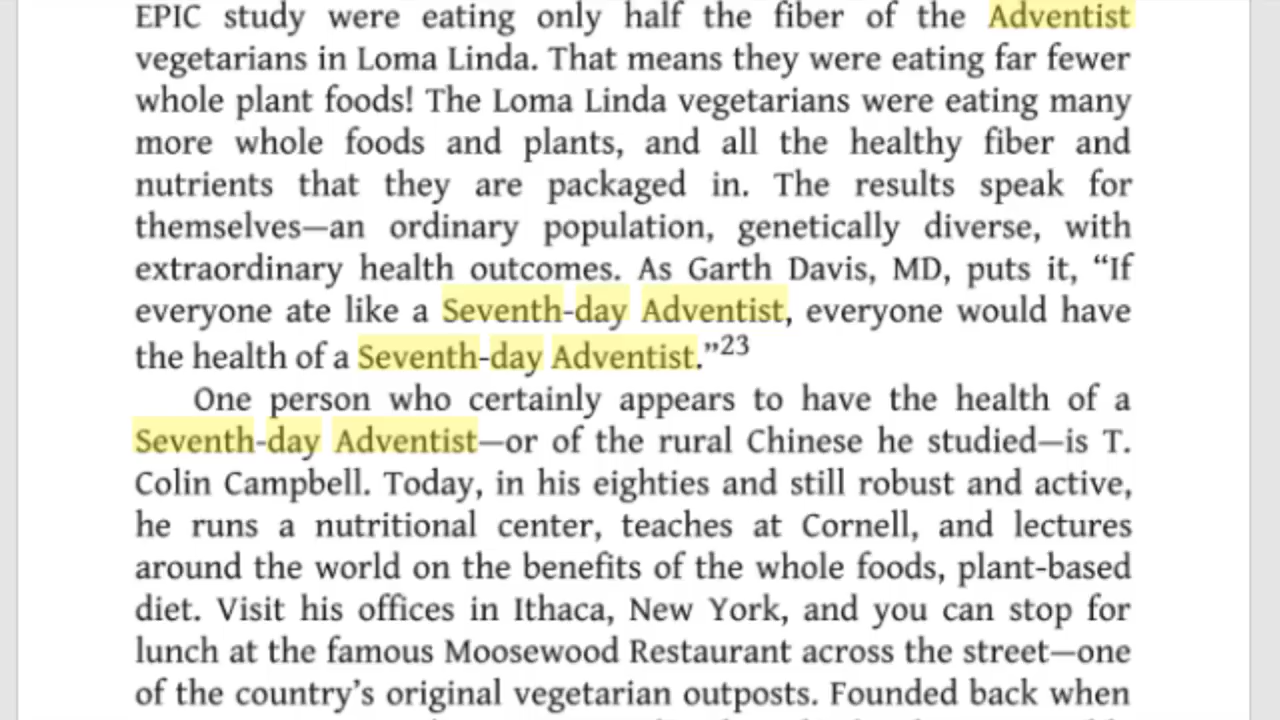 EPIC study were eating only half the fiber of the Adventist
vegetarians in Loma Linda. That means they were eating far fewer
whole plant foods! The Loma Linda vegetarians were eating many
more whole foods and plants, and all the healthy fiber and
nutrients that they are packaged in. The results speak for
themselves—an ordinary population, genetically diverse, with
extraordinary health outcomes. As Garth Davis, MD, puts it, “If
everyone ate like a Seventh-day Adventist, everyone would have
the health of a Seventh-day Adventist.”23
One person who certainly appears to have the health of a
Seventh-day Adventist—or of the rural Chinese he studied—is T.
Colin Campbell. Today, in his eighties and still robust and active,
he runs a nutritional center, teaches at Cornell, and lectures
around the world on the benefits of the whole foods, plant-based
diet. Visit his offices in Ithaca, New York, and you can stop for
lunch at the famous Moosewood Restaurant across the street—one
of the country’s original vegetarian outposts. Founded back when